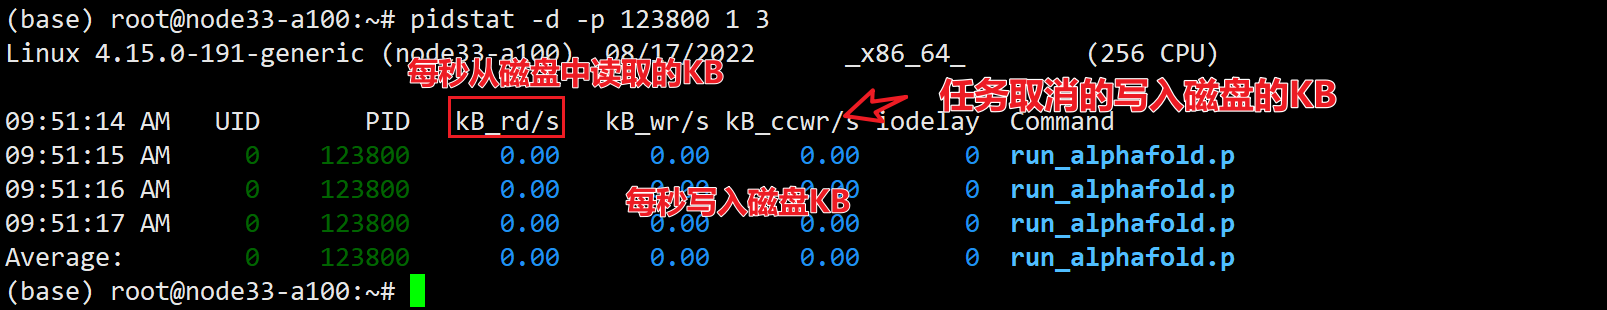 (base) root@node33-a100:~# pidstat -d -p 123800 1 3
Linux 4.15.0-191-generic (node33-a100) 08/17/2022 _x86_64_ (256 CPU)
每秒从磁盘中读取的KB
任务取消的写入磁盘的KB
09:51:14 AM UID PID kB_rd/s kB_wr/s kB_ccwr/s iodelay Command
09:51:15 AM 0 123800 0.00 0.00 0.00 0 run_alphafold.p
09:51:16 AM 0 123800 0.00 0.00 0.00 0 run_alphafold.p
每秒写入磁盘KB
09:51:17 AM 0 123800 0.00 0.00 0.00 0 run_alphafold.p
Average: 0 123800 0.00 0.00 0.00 0 run_alphafold.p
(base) root@node33-a100:~#